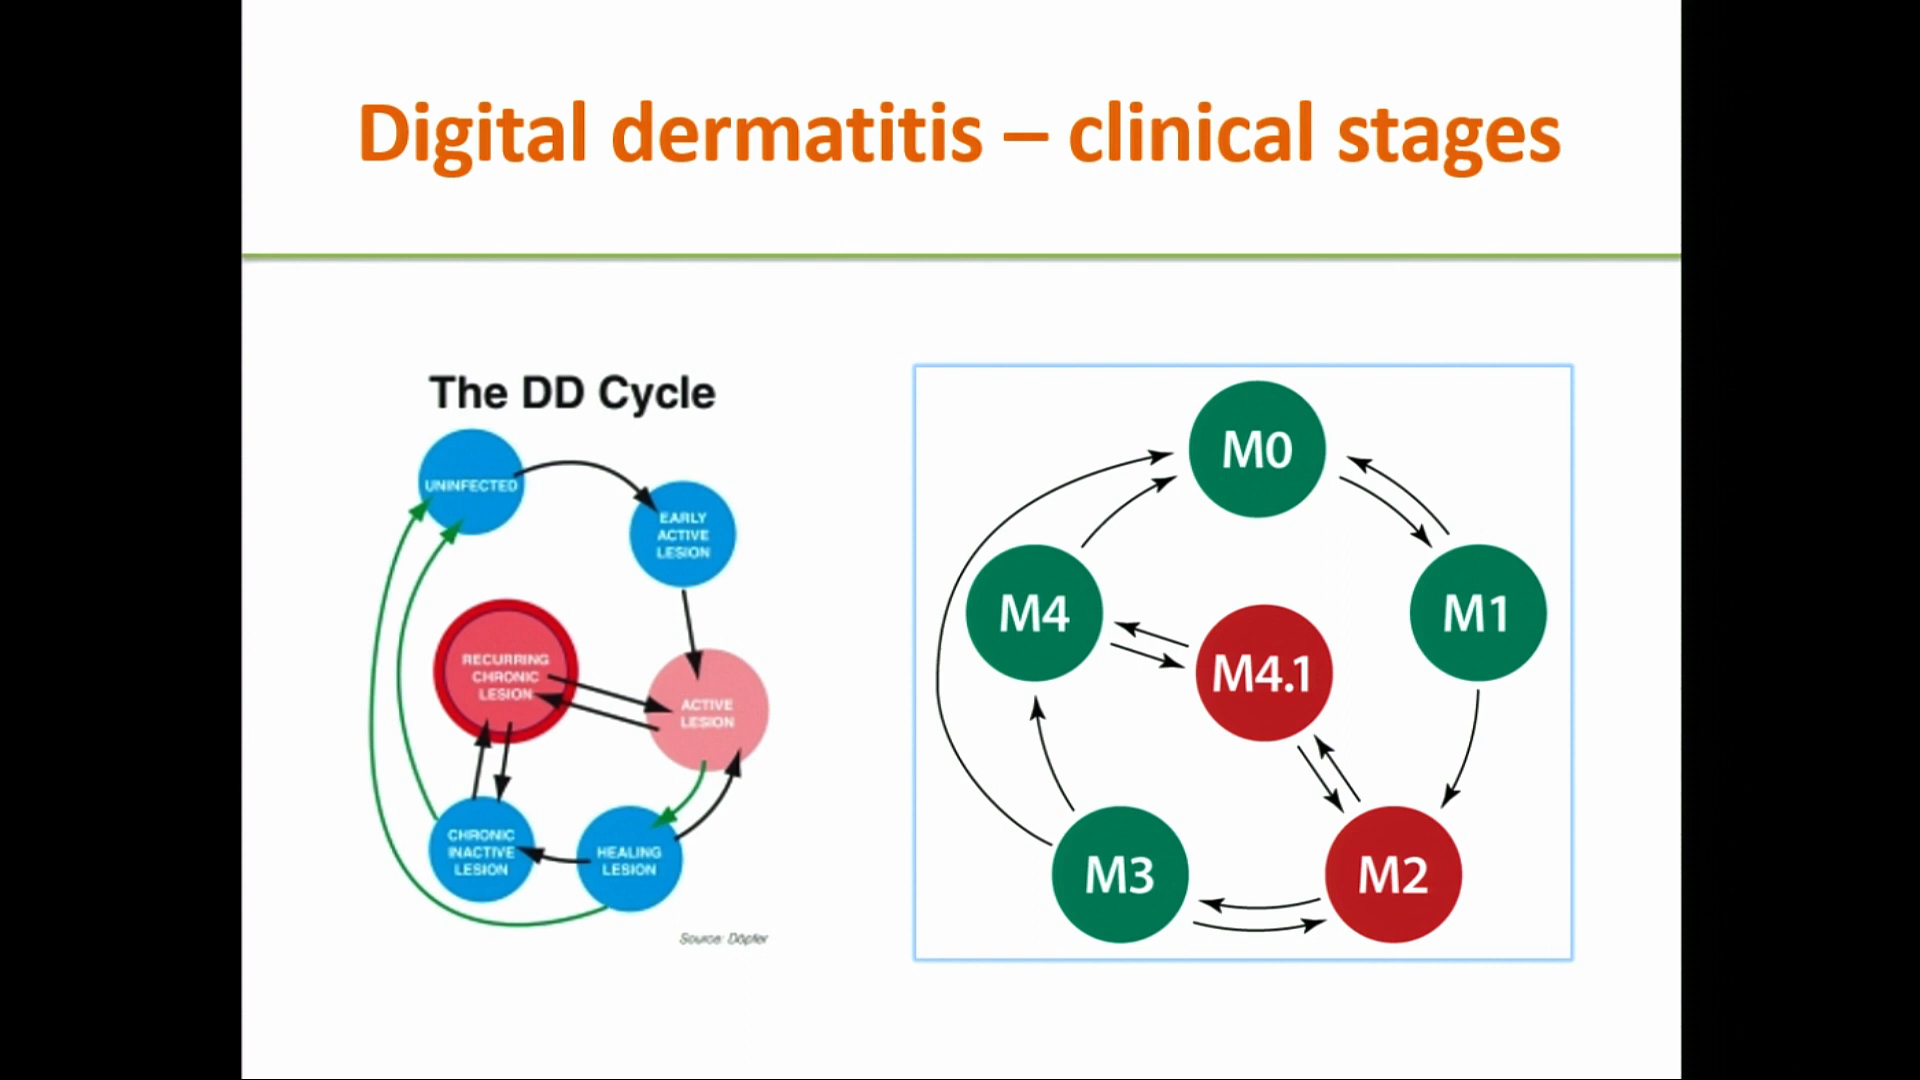 Digital dermatitis – clinical stages
The DD Cycle
UNINFECTED
EARLY
ACTIVE
LESION
RECURRING
CHRONIC
LESION
ACTIVE
LESION
CHRONIC
INACTIVE
LESION
HEALING
LESION
Source: Döpfer
M0
M4
M1
M4.1
M3
M2